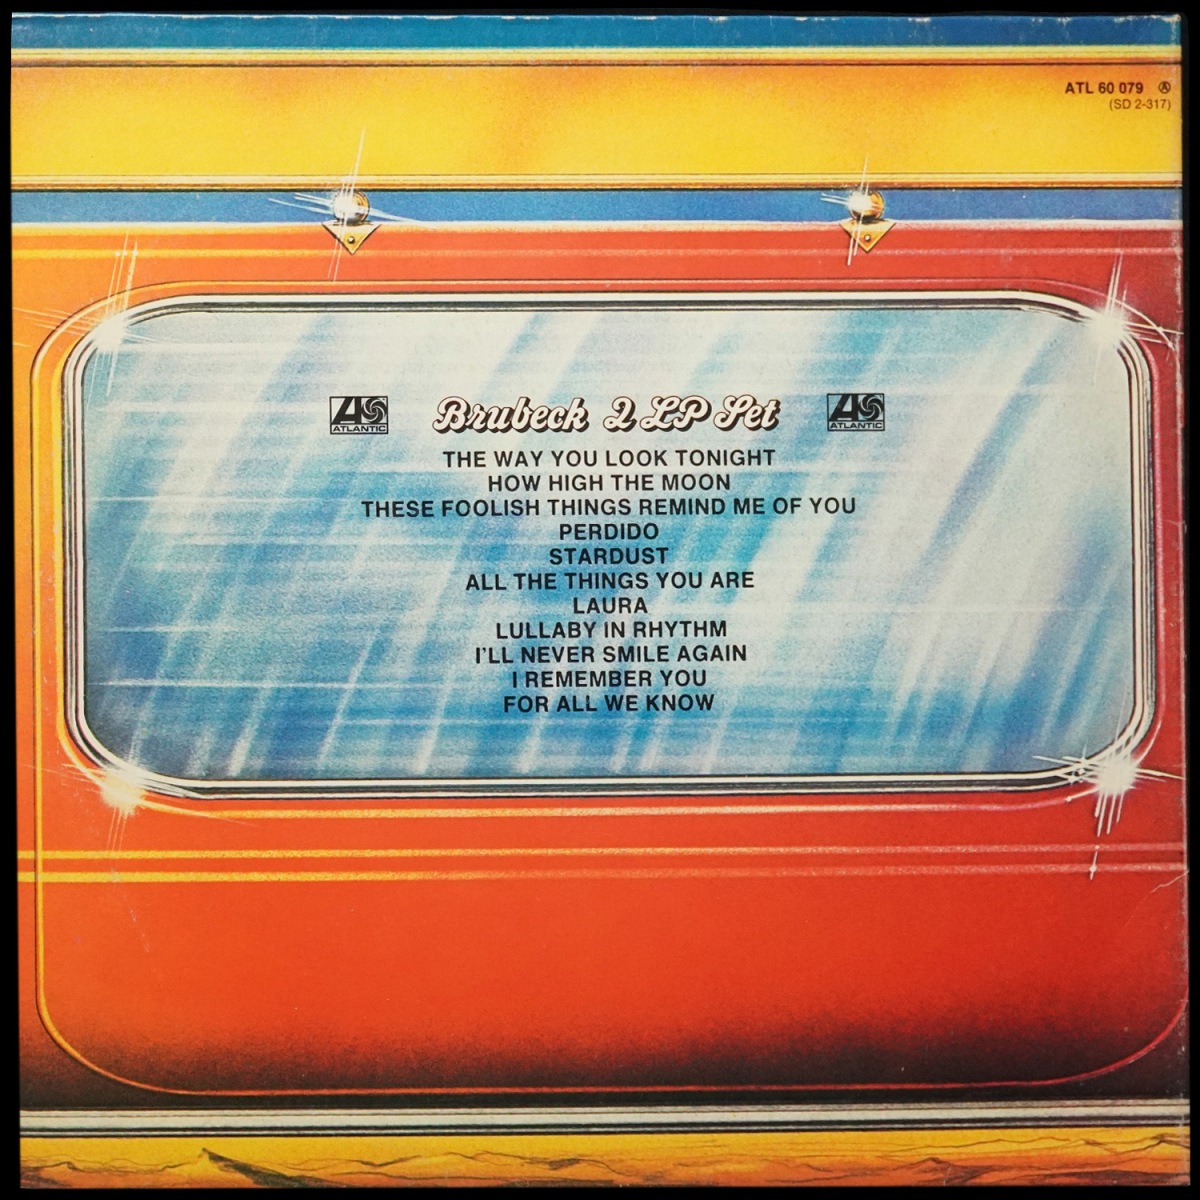 ATL 60 079 Ⓐ
(SD 2-317)
ATLANTIC
Brubeck 2 LP Set
ATLANTIC
THE WAY YOU LOOK TONIGHT
HOW HIGH THE MOON
THESE FOOLISH THINGS REMIND ME OF YOU
PERDIDO
STARDUST
ALL THE THINGS YOU ARE
LAURA
LULLABY IN RHYTHM
I'LL NEVER SMILE AGAIN
I REMEMBER YOU
FOR ALL WE KNOW